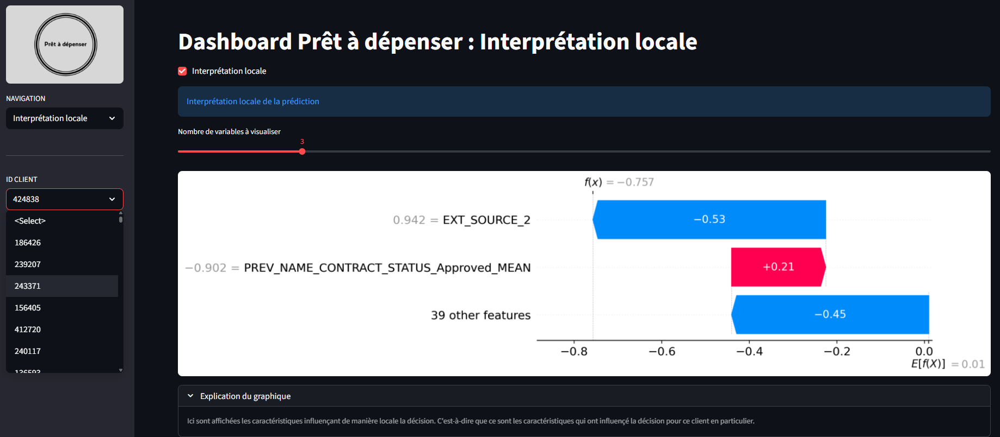 Prêt à dépenser
NAVIGATION
Interprétation locale
ID CLIENT
424838
<Select>
186426
239207
243371
156405
412720
240117
136593
Dashboard Prêt à dépenser : Interprétation locale
Interprétation locale
Interprétation locale de la prédiction
Nombre de variables à visualiser
3
f(x) = −0.757
0.942 = EXT_SOURCE_2
−0.53
−0.902 = PREV_NAME_CONTRACT_STATUS_Approved_MEAN
+0.21
39 other features
−0.45
−0.8 −0.6 −0.4 −0.2 0.0
E[f(X)] = 0.01
Explication du graphique
Ici sont affichées les caractéristiques influençant de manière locale la décision. C'est-à-dire que ce sont les caractéristiques qui ont influençé la décision pour ce client en particulier.